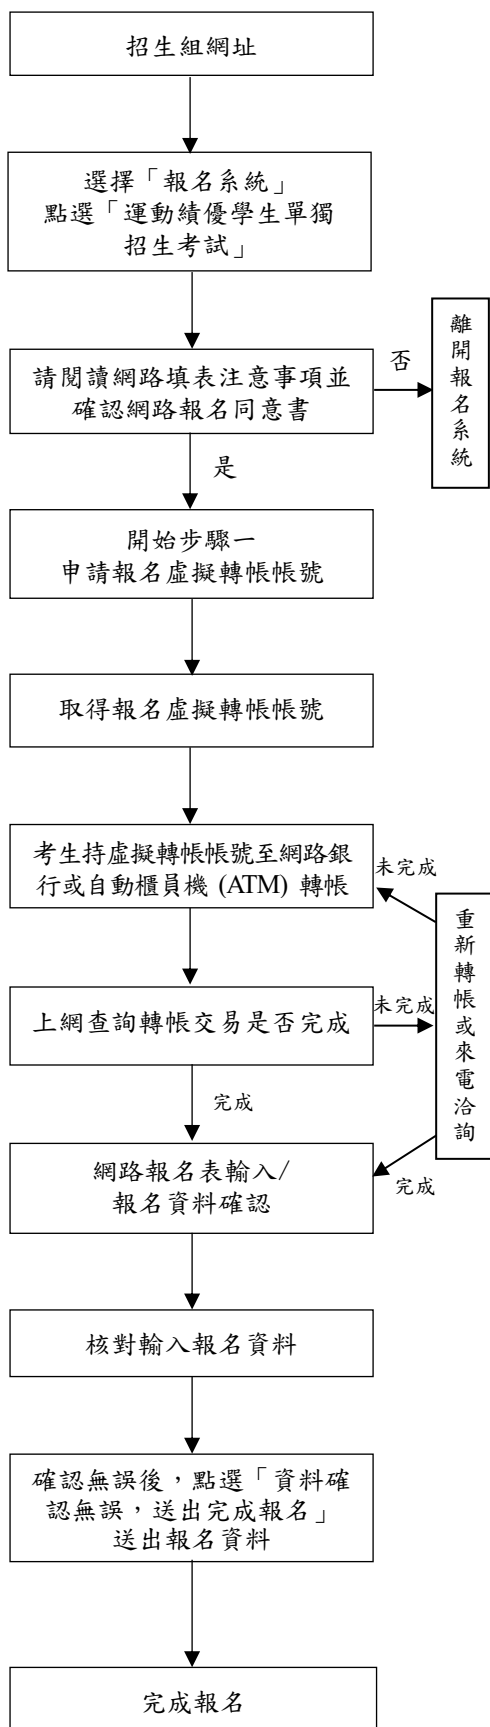 招生組網址
選擇「報名系統」
點選「運動績優學生單獨
招生考試」
請閱讀網路填表注意事項並
確認網路報名同意書
否
離開報名系統
是
開始步驟一
申請報名虛擬轉帳帳號
取得報名虛擬轉帳帳號
考生持虛擬轉帳帳號至網路銀
行或自動櫃員機 (ATM) 轉帳
未完成
上網查詢轉帳交易是否完成
未完成
重新轉帳或來電洽詢
完成
完成
網路報名表輸入/
報名資料確認
核對輸入報名資料
確認無誤後，點選「資料確
認無誤，送出完成報名」
送出報名資料
完成報名